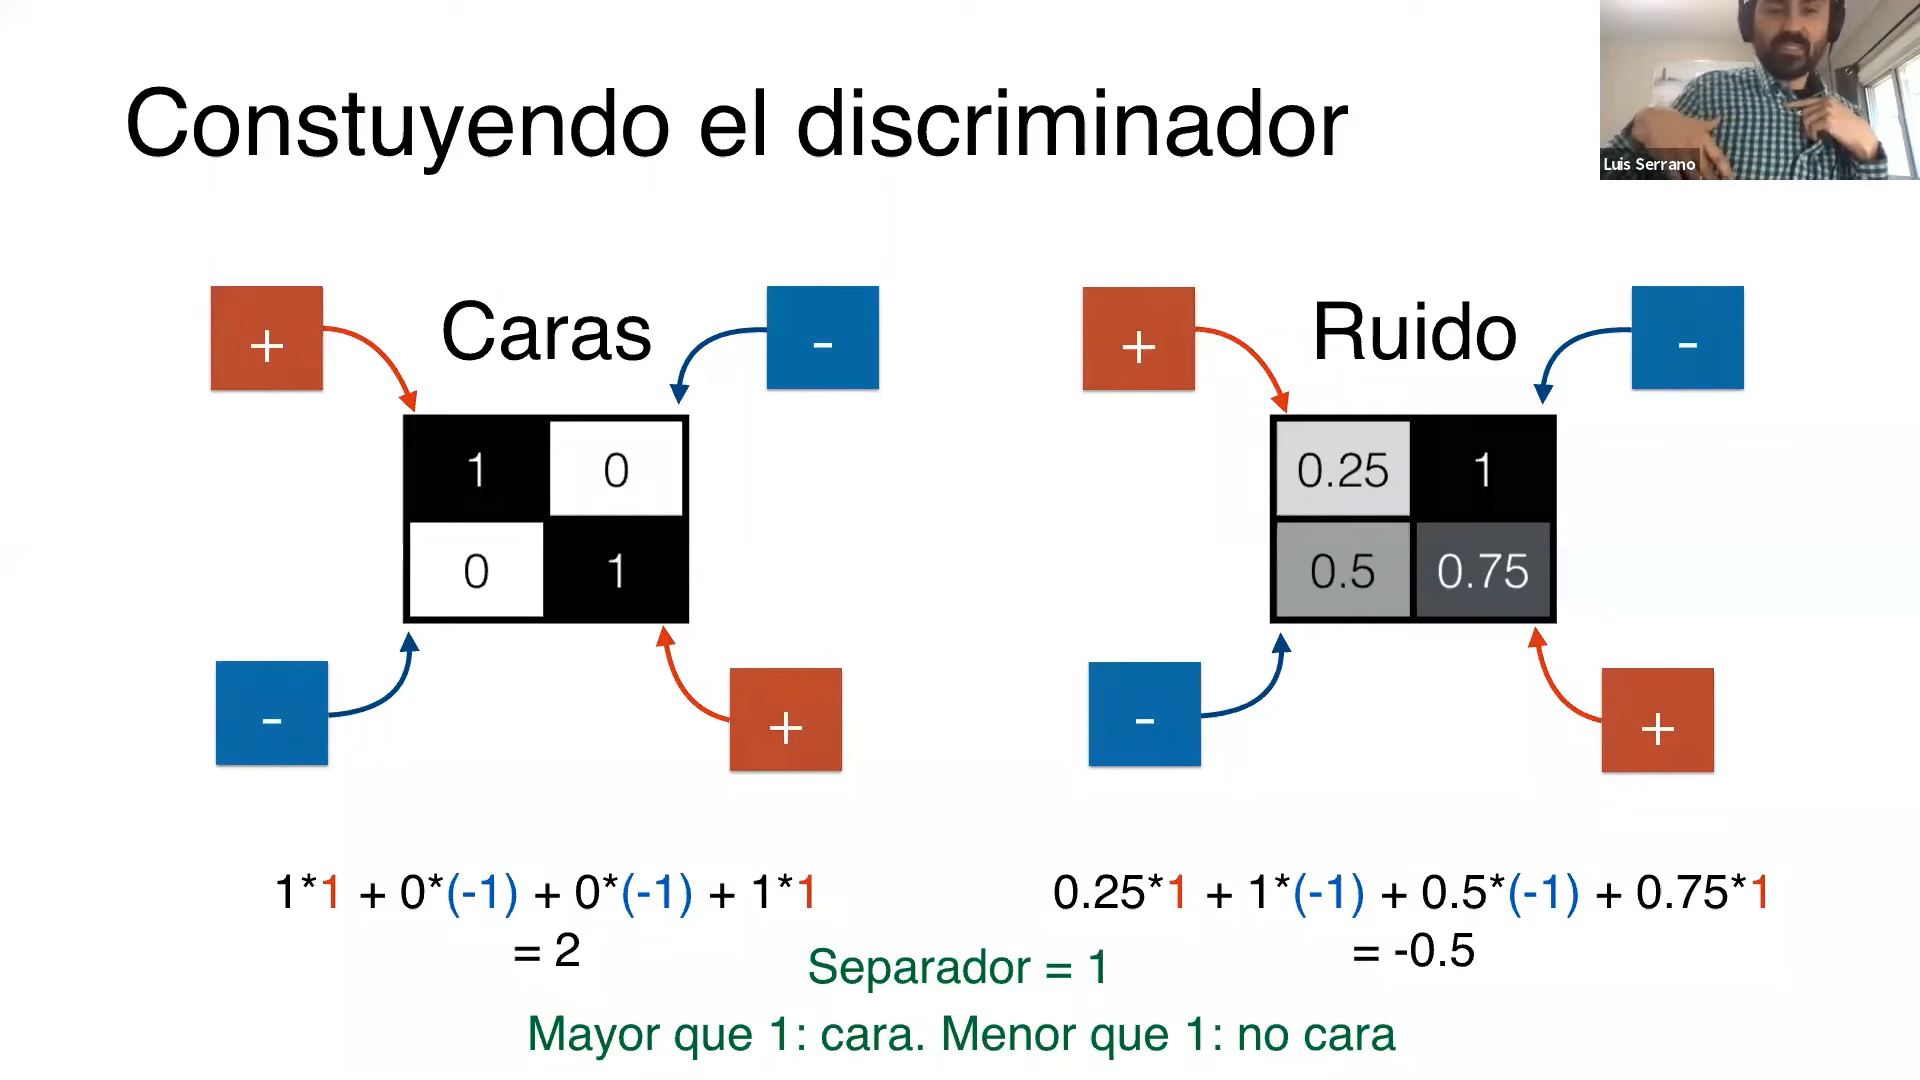 Constuyendo el discriminador
Luis Serrano
+
Caras
-
1 0
0 1
-
+
1*1 + 0*(-1) + 0*(-1) + 1*1
= 2
+
Ruido
-
0.25 1
0.5 0.75
-
+
0.25*1 + 1*(-1) + 0.5*(-1) + 0.75*1
= -0.5
Separador = 1
Mayor que 1: cara. Menor que 1: no cara